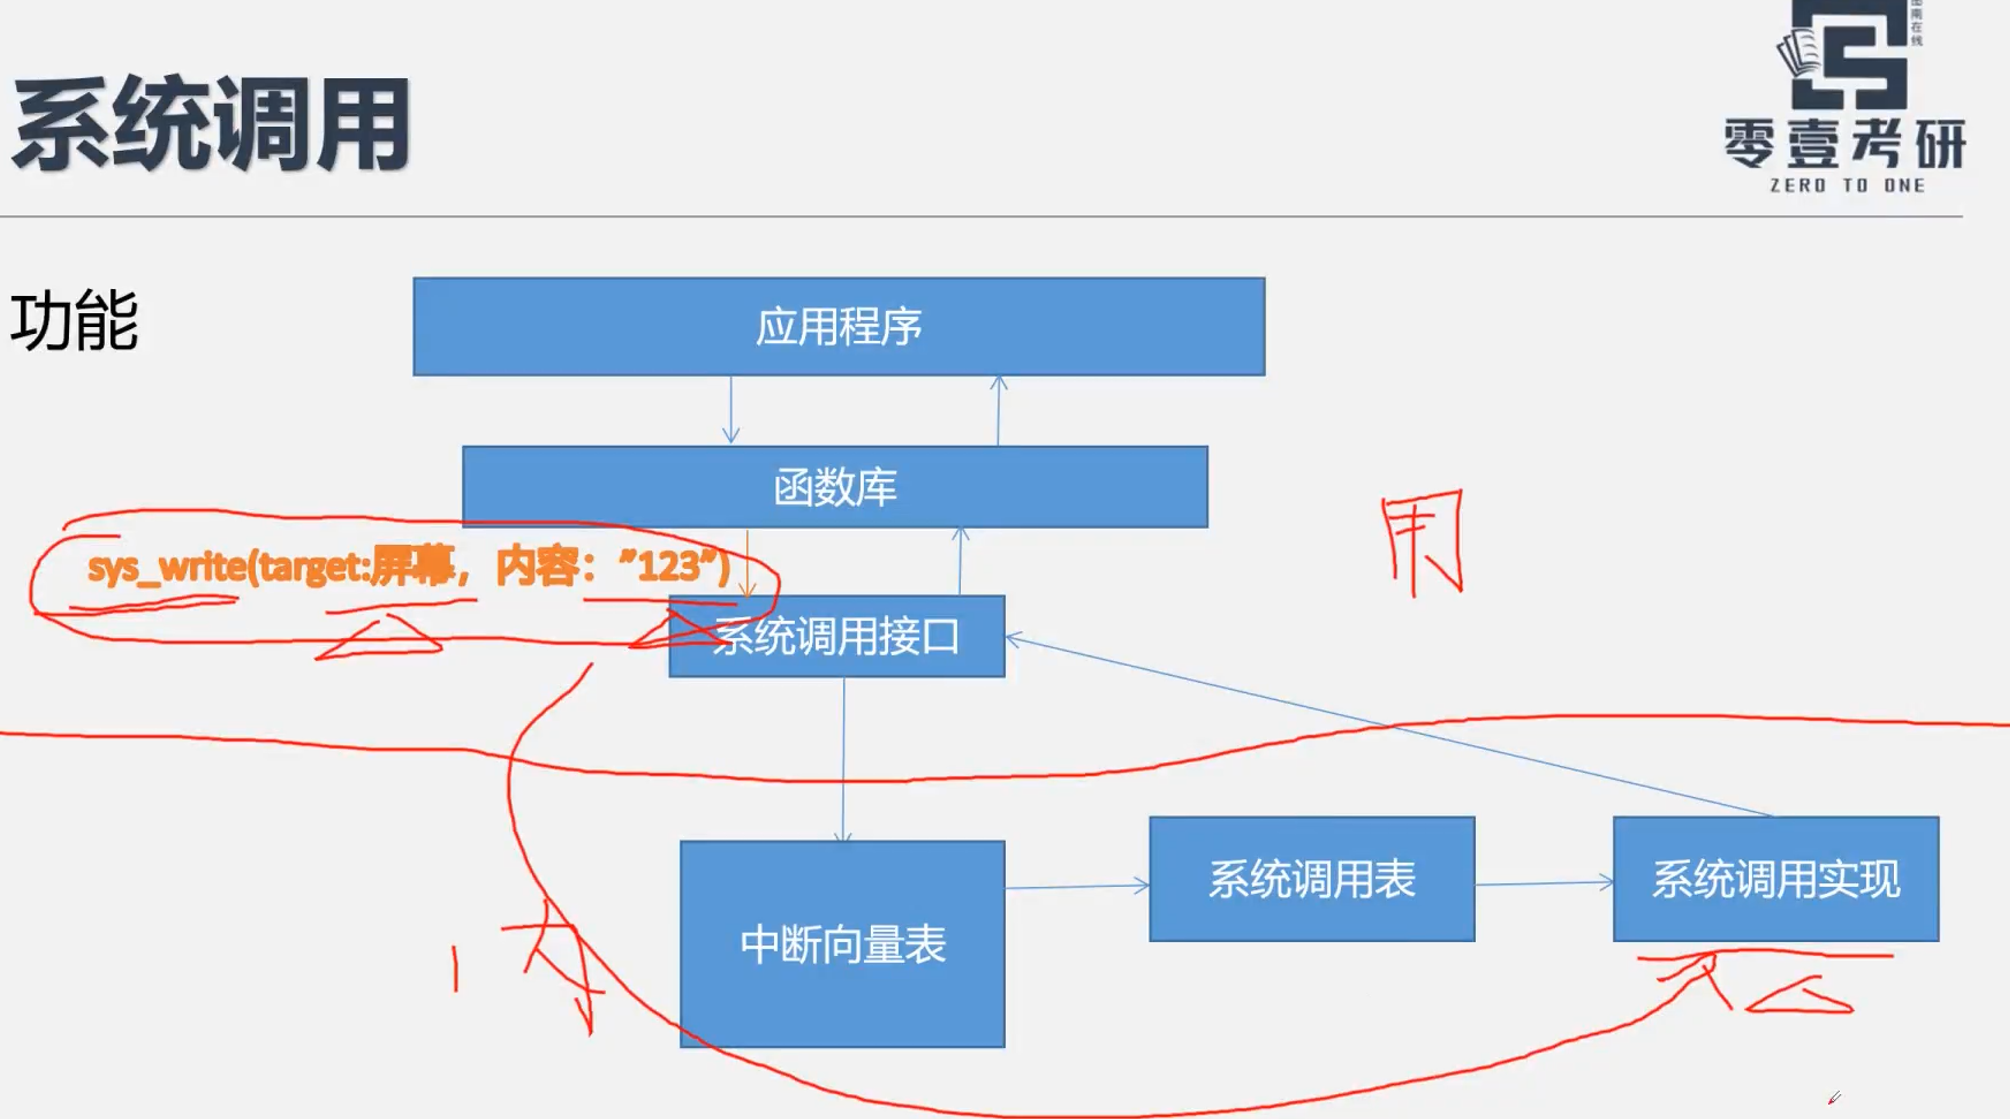 系统调用
零壹考研
ZERO TO ONE
功能
应用程序
函数库
sys_write(target:屏幕，内容：”123”)
用
系统调用接口
系统调用表
系统调用实现
中断向量表